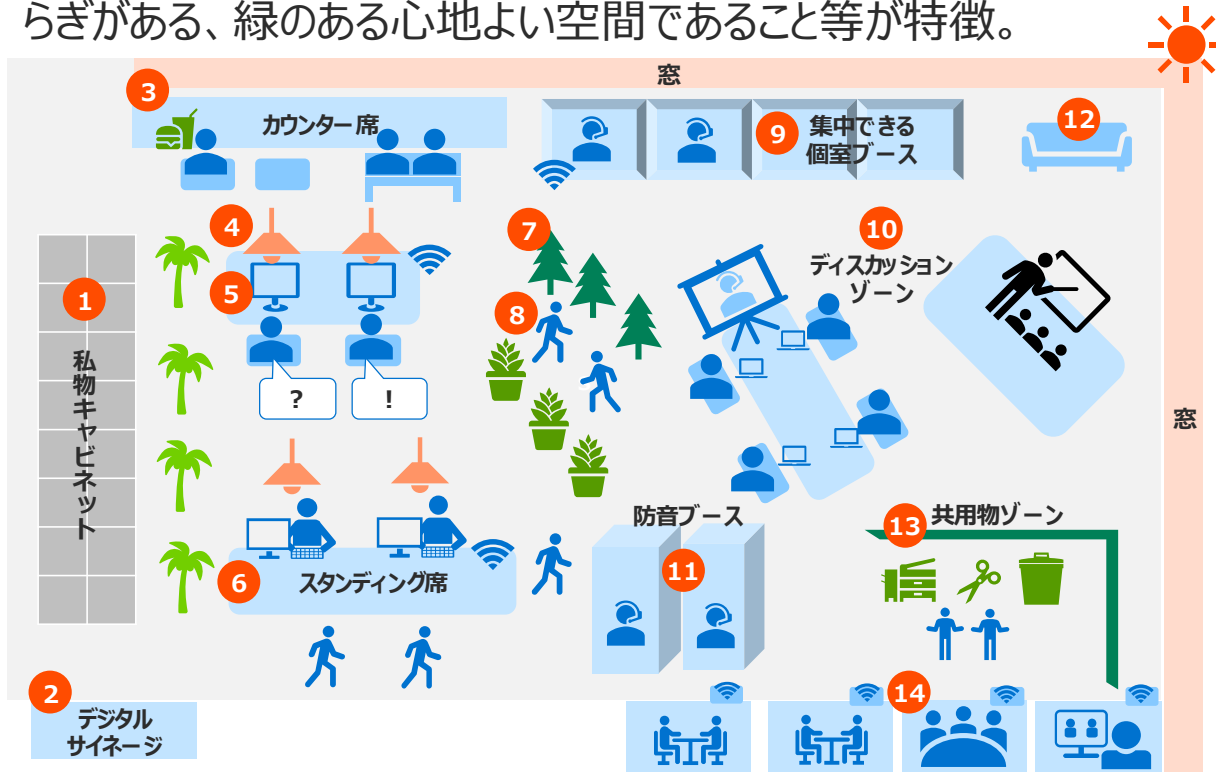 らぎがある、緑のある心地よい空間であること等が特徴。
窓
3
カウンター席
9
集中できる
個室ブース
12
4
7
10
ディスカッション
ゾーン
1
5
8
私物キャビネット
?
!
窓
防音ブース
13
共用物ゾーン
11
6
スタンディング席
2
デジタル
サイネージ
14